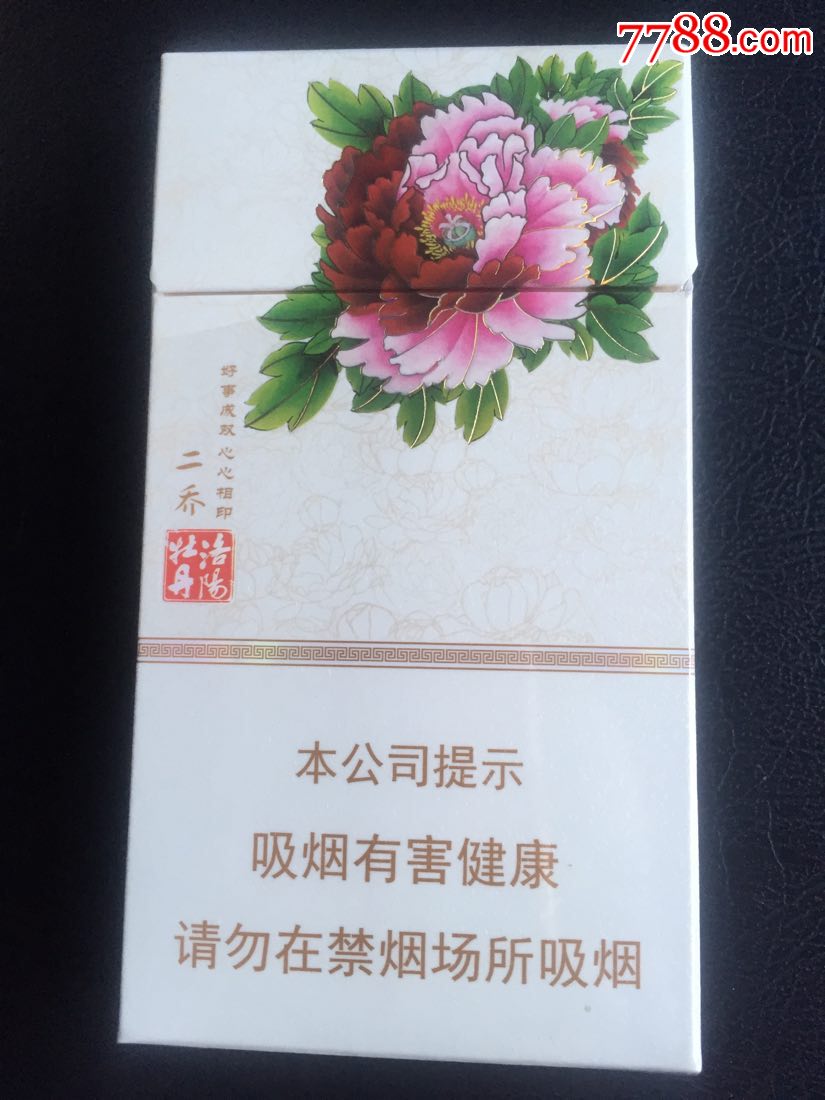 7788.com
好事成双心心相印
二乔
洛陽
牡丹
本公司提示
吸烟有害健康
请勿在禁烟场所吸烟